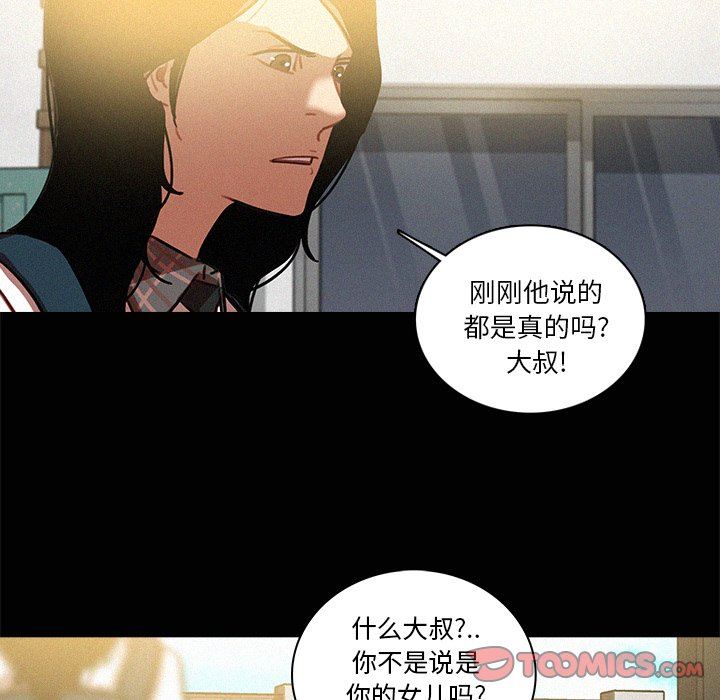 刚刚他说的
都是真的吗?
大叔!
什么大叔?..
你不是说是
你的女儿吗?
TOOMICS.com